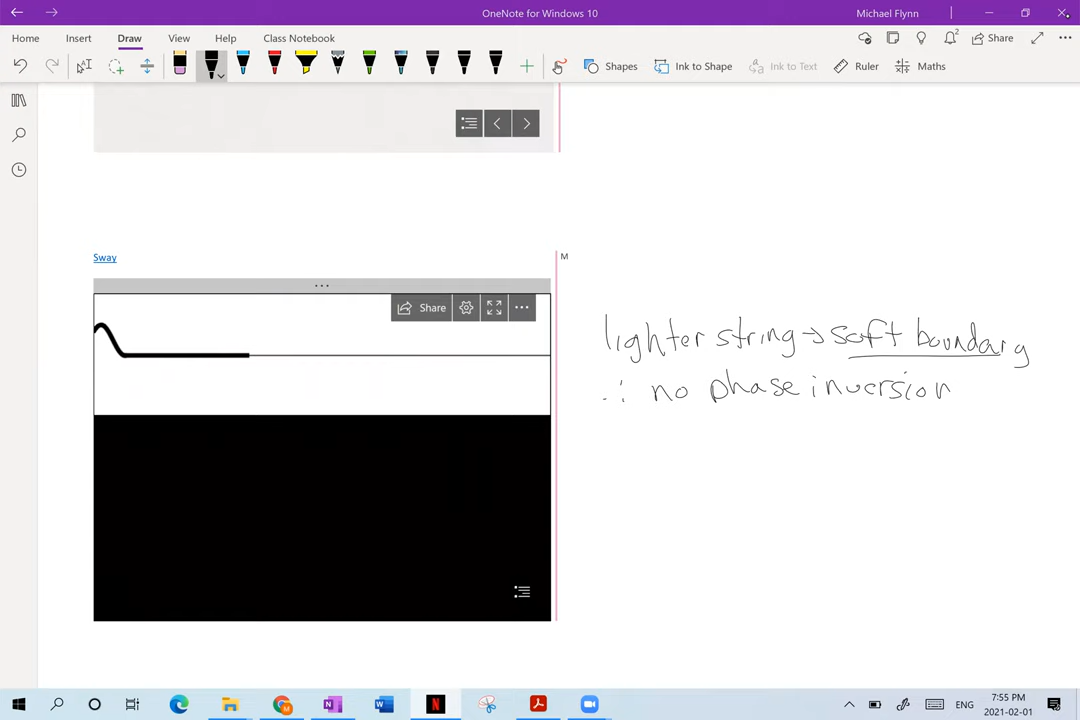 OneNote for Windows 10
Michael Flynn
Home Insert Draw View Help Class Notebook
2
Share
Shapes
Ink to Shape
Ink to Text
Ruler
Maths
Sway
M
Share
lighter string → soft boundary
∴ no phase inversion
N
W
N
ENG
7:55 PM
2021-02-01